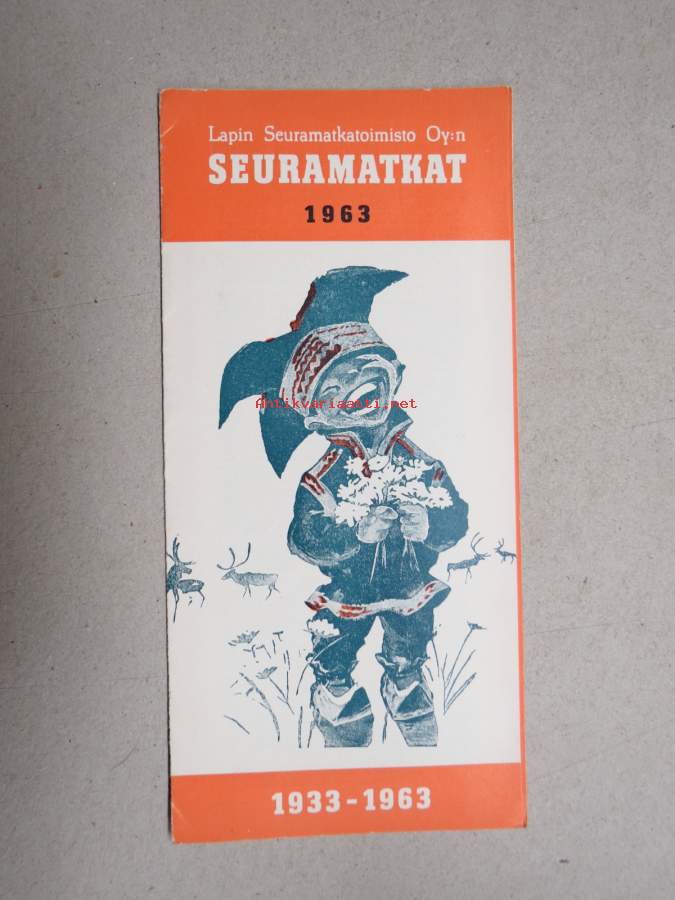 Lapin Seuramatkatoimisto Oy:n
SEURAMATKAT
1963
Antikvariaatti.net
1933-1963